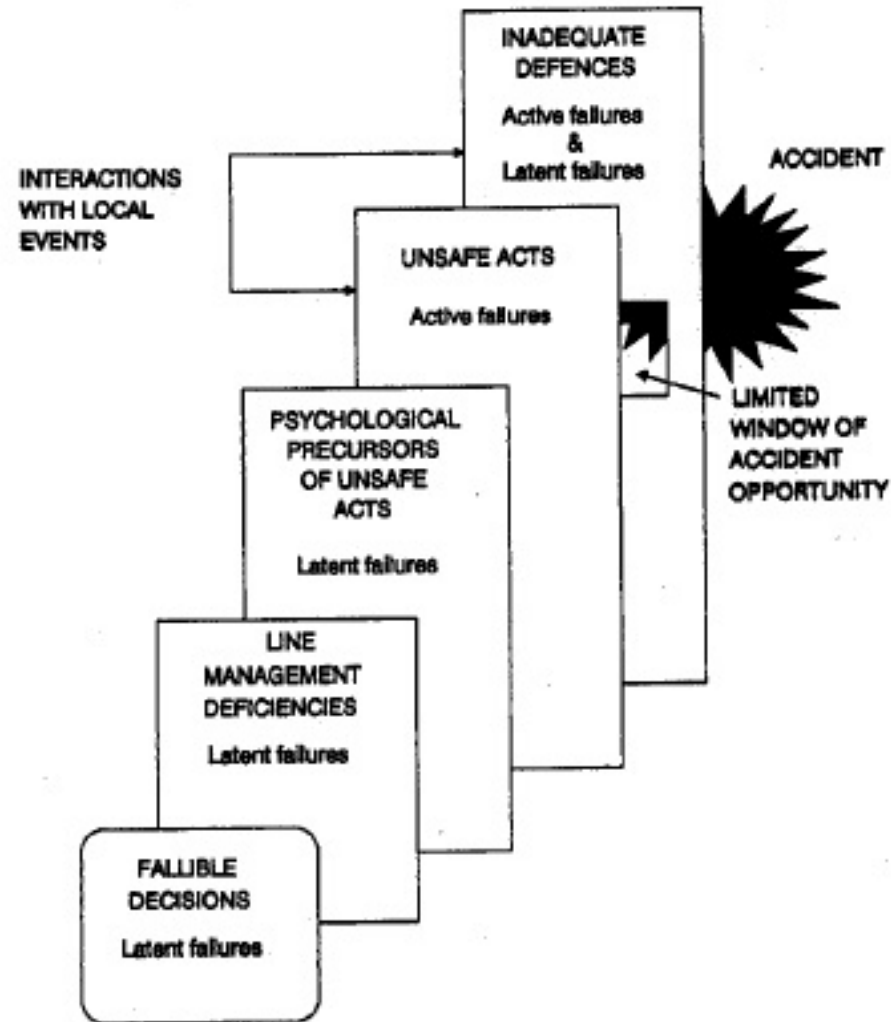 INADEQUATE
DEFENCES
Active failures
&
Latent failures
ACCIDENT
INTERACTIONS
WITH LOCAL
EVENTS
UNSAFE ACTS
Active failures
LIMITED
WINDOW OF
ACCIDENT
OPPORTUNITY
PSYCHOLOGICAL
PRECURSORS
OF UNSAFE
ACTS
Latent failures
LINE
MANAGEMENT
DEFICIENCIES
Latent failures
FALLIBLE
DECISIONS
Latent failures